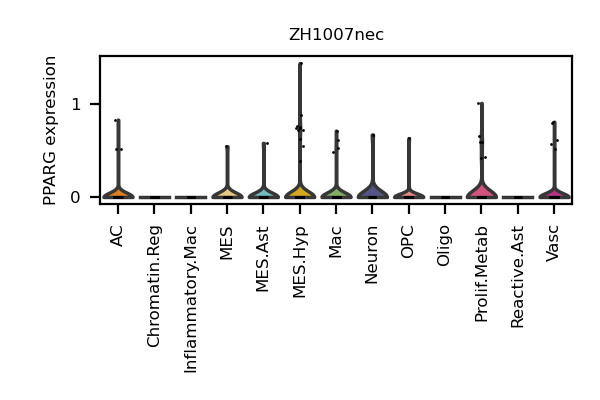 ZH1007nec
PPARG expression
1
0
AC
Chromatin.Reg
Inflammatory.Mac
MES
MES.Ast
MES.Hyp
Mac
Neuron
OPC
Oligo
Prolif.Metab
Reactive.Ast
Vasc